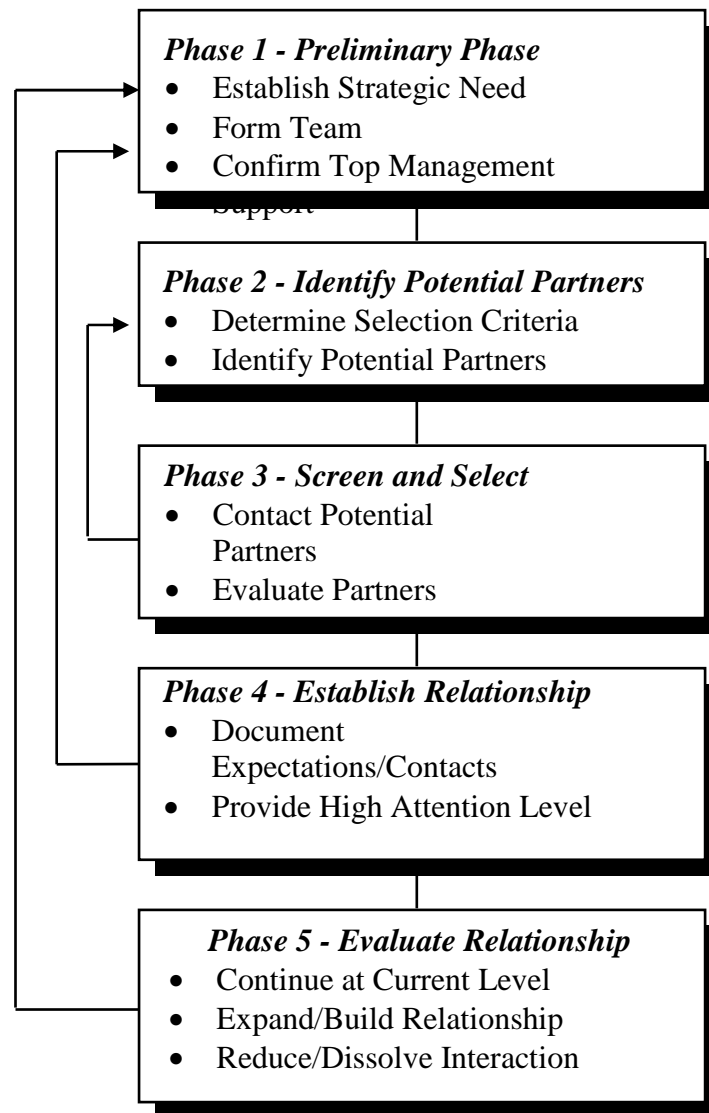 Phase 1 - Preliminary Phase
• Establish Strategic Need
• Form Team
• Confirm Top Management
Support
Phase 2 - Identify Potential Partners
• Determine Selection Criteria
• Identify Potential Partners
Phase 3 - Screen and Select
• Contact Potential
Partners
• Evaluate Partners
Phase 4 - Establish Relationship
• Document
Expectations/Contacts
• Provide High Attention Level
Phase 5 - Evaluate Relationship
• Continue at Current Level
• Expand/Build Relationship
• Reduce/Dissolve Interaction